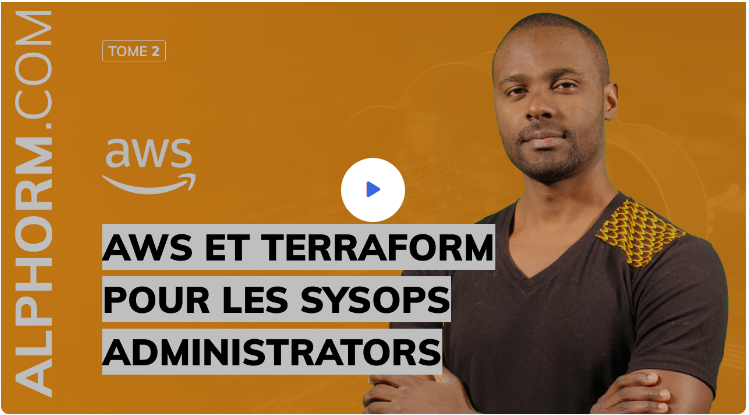 ALPHORM.COM
TOME 2
aws
AWS ET TERRAFORM
POUR LES SYSOPS
ADMINISTRATORS